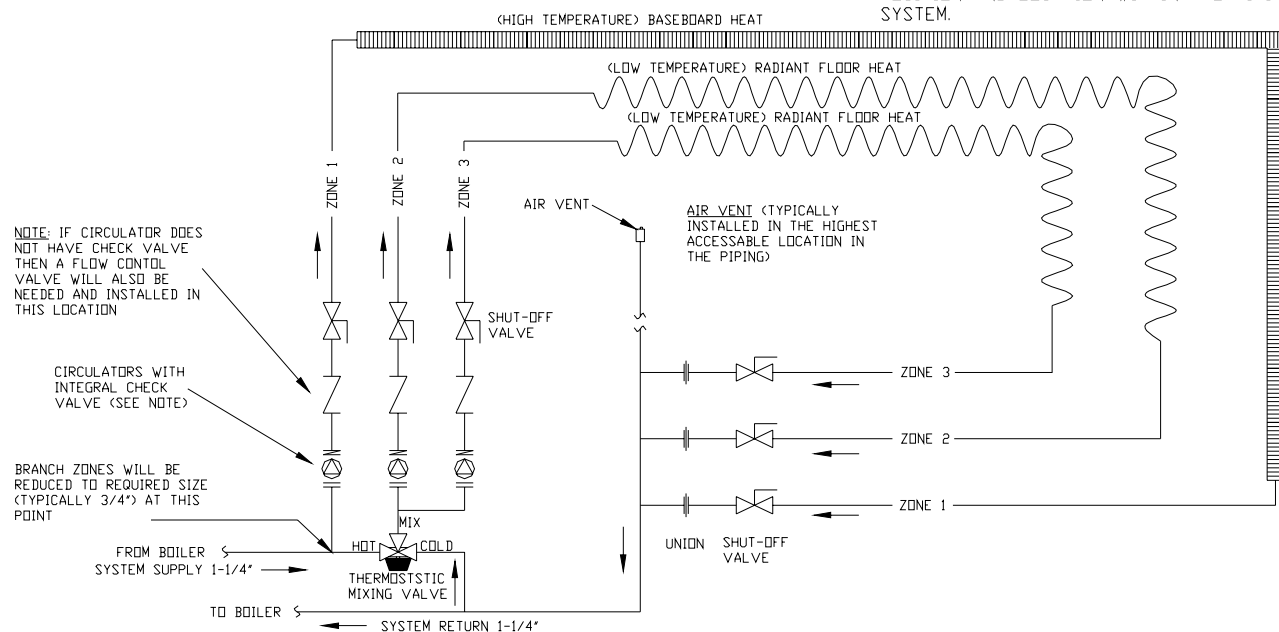 SYSTEM.
(HIGH TEMPERATURE) BASEBOARD HEAT
(LOW TEMPERATURE) RADIANT FLOOR HEAT
(LOW TEMPERATURE) RADIANT FLOOR HEAT
ZONE 1
ZONE 2
ZONE 3
AIR VENT
AIR VENT (TYPICALLY
INSTALLED IN THE HIGHEST
ACCESSABLE LOCATION IN
THE PIPING)
NOTE: IF CIRCULATOR DOES
NOT HAVE CHECK VALVE
THEN A FLOW CONTOL
VALVE WILL ALSO BE
NEEDED AND INSTALLED IN
THIS LOCATION
SHUT-OFF
VALVE
CIRCULATORS WITH
INTEGRAL CHECK
VALVE (SEE NOTE)
ZONE 3
ZONE 2
ZONE 1
BRANCH ZONES WILL BE
REDUCED TO REQUIRED SIZE
(TYPICALLY 3/4") AT THIS
POINT
MIX
HOT
COLD
UNION
SHUT-OFF
VALVE
FROM BOILER
SYSTEM SUPPLY 1-1/4"
THERMOSTSTIC
MIXING VALVE
TO BOILER
SYSTEM RETURN 1-1/4"